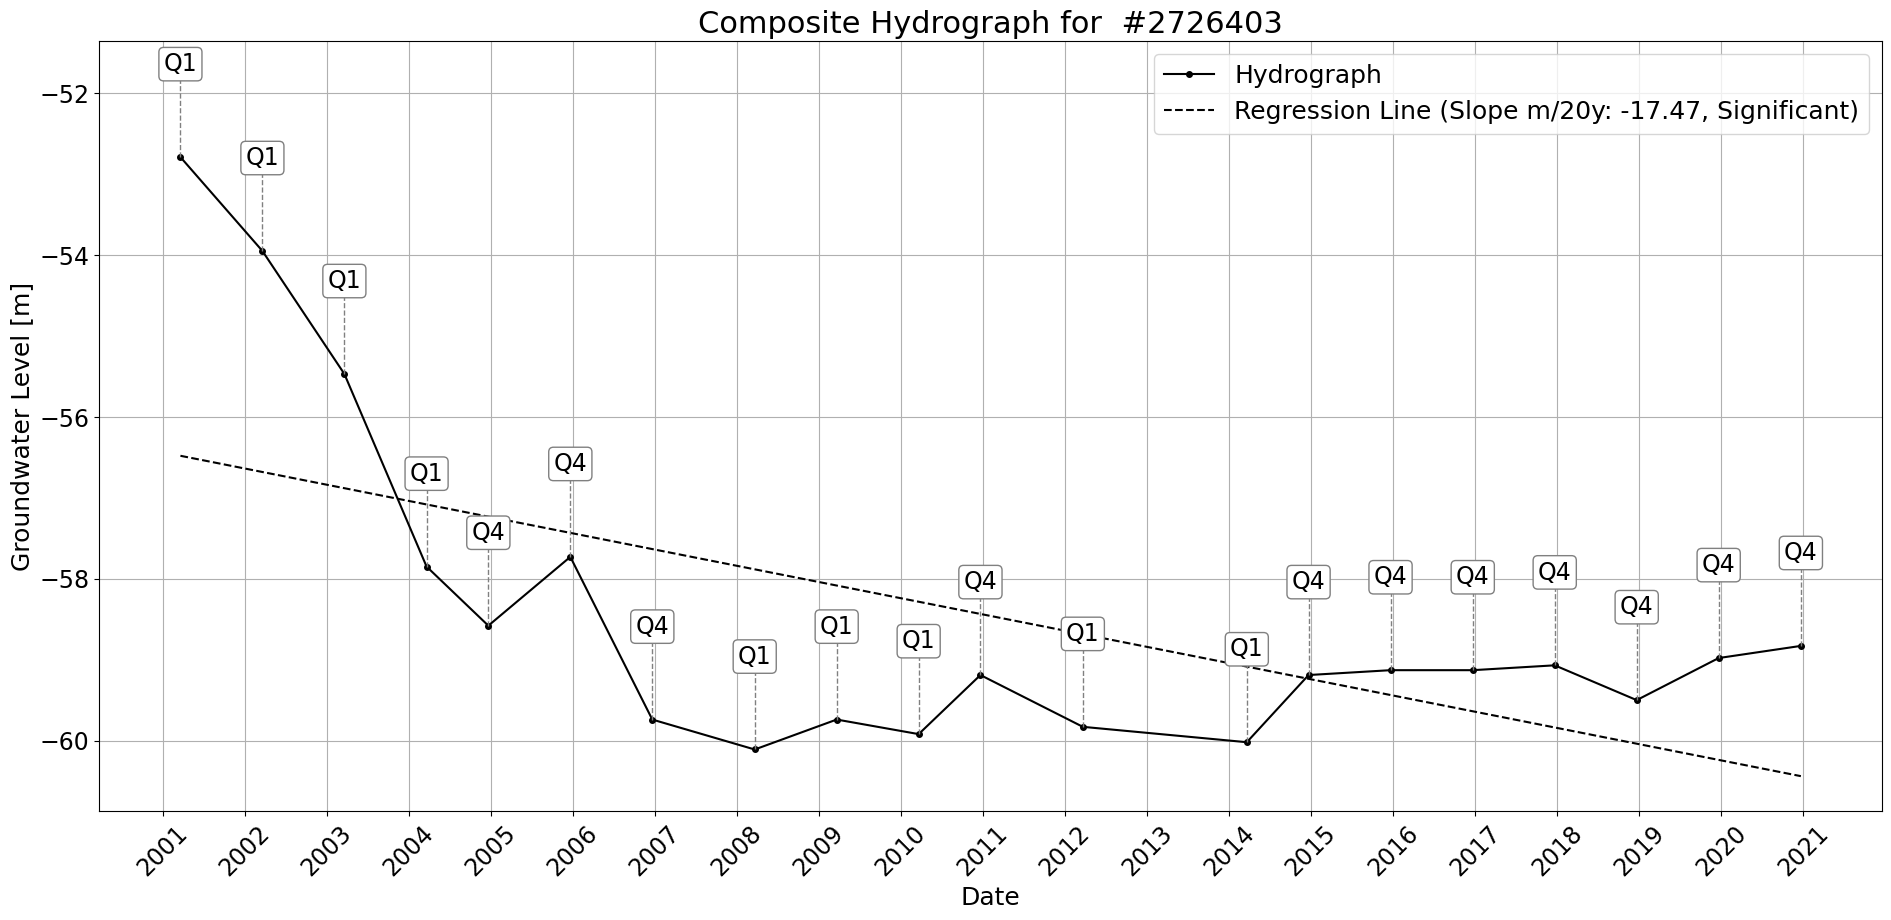 Composite Hydrograph for #2726403
Hydrograph
Regression Line (Slope m/20y: -17.47, Significant)
Groundwater Level [m]
−52
−54
−56
−58
−60
Q1
Q1
Q1
Q1
Q4
Q4
Q4
Q1
Q1
Q1
Q4
Q1
Q1
Q4
Q4
Q4
Q4
Q4
Q4
Q4
2001
2002
2003
2004
2005
2006
2007
2008
2009
2010
2011
2012
2013
2014
2015
2016
2017
2018
2019
2020
2021
Date